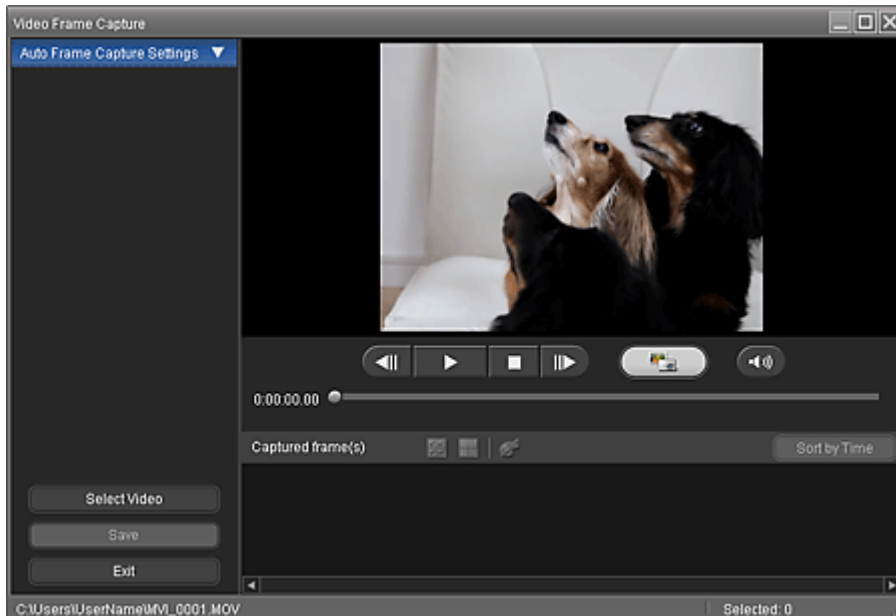 Video Frame Capture
Auto Frame Capture Settings
0:00:00.00
Captured frame(s)
Sort by Time
Select Video
Save
Exit
C:\Users\UserName\MVI_0001.MOV
Selected: 0